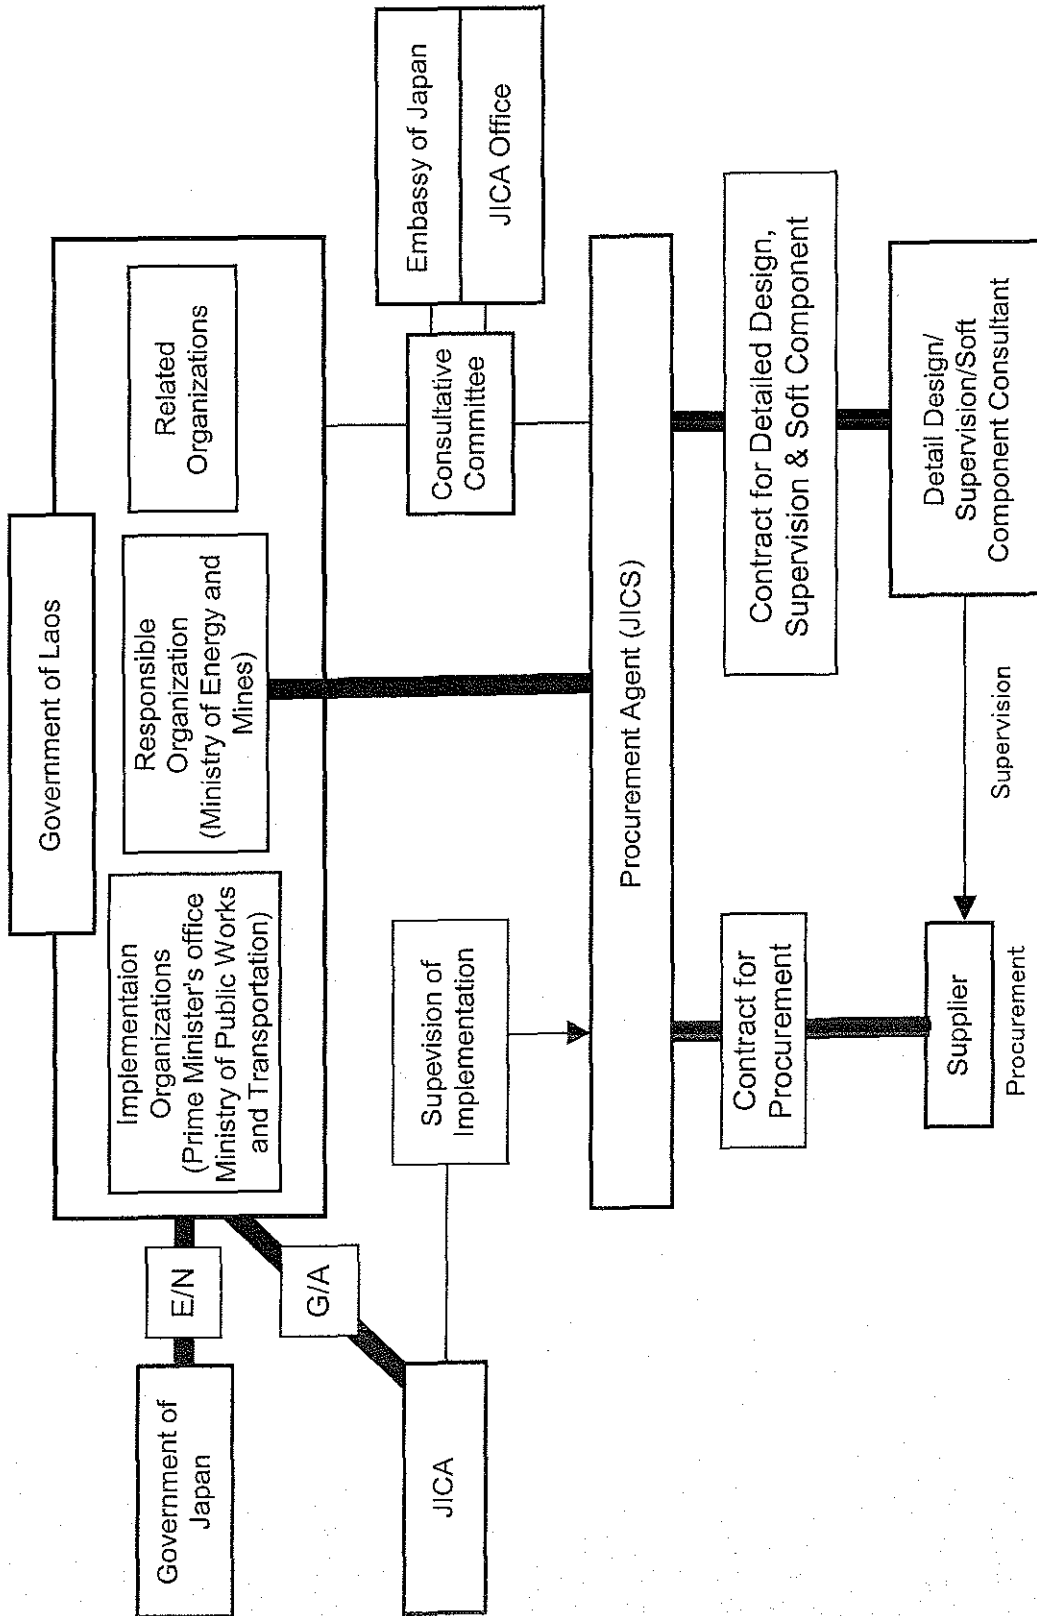 Government of Laos
Implementaion
Organizations
(Prime Minister's office
Ministry of Public Works
and Transportation)
Responsible
Organization
(Ministry of Energy and
Mines)
Related
Organizations
Government of
Japan
E/N
G/A
JICA
Supevision of
Implementation
Consultative
Committee
Embassy of Japan
JICA Office
Procurement Agent (JICS)
Contract for
Procurement
Contract for Detailed Design,
Supervision & Soft Component
Supplier
Procurement
Supervision
Detail Design/
Supervision/Soft
Component Consultant